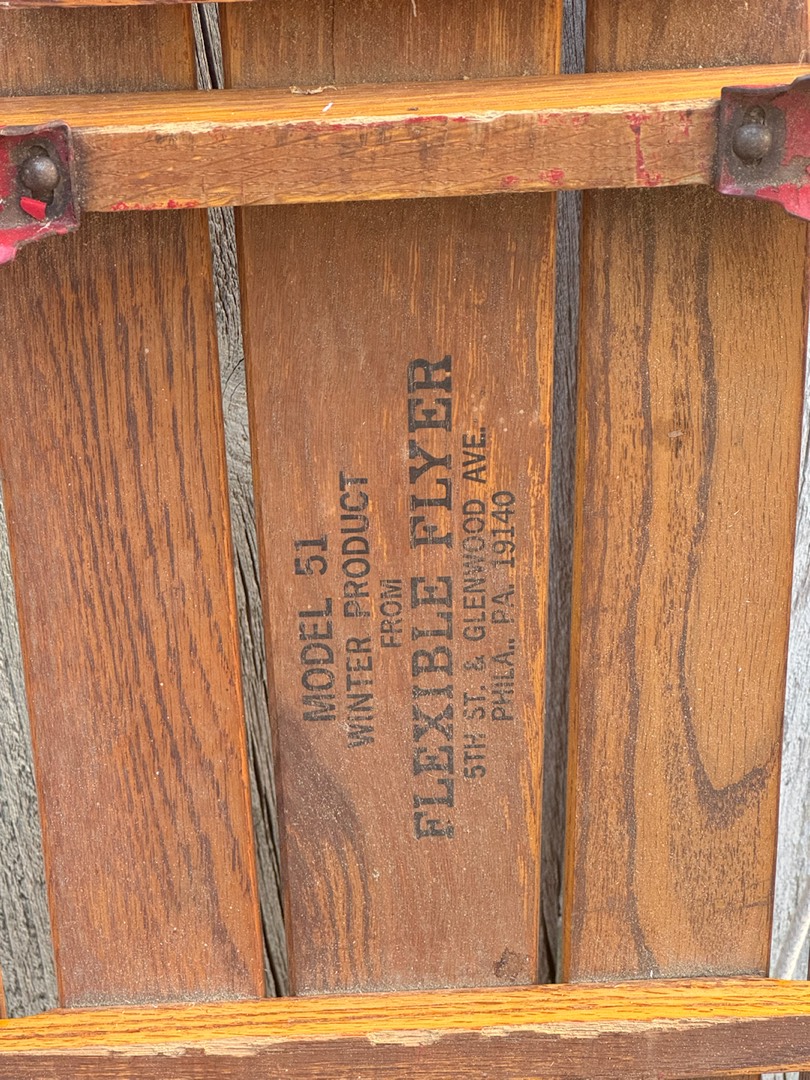 MODEL 51
WINTER PRODUCT
FROM
FLEXIBLE FLYER
5TH ST. & GLENWOOD AVE.
PHILA., PA. 19140